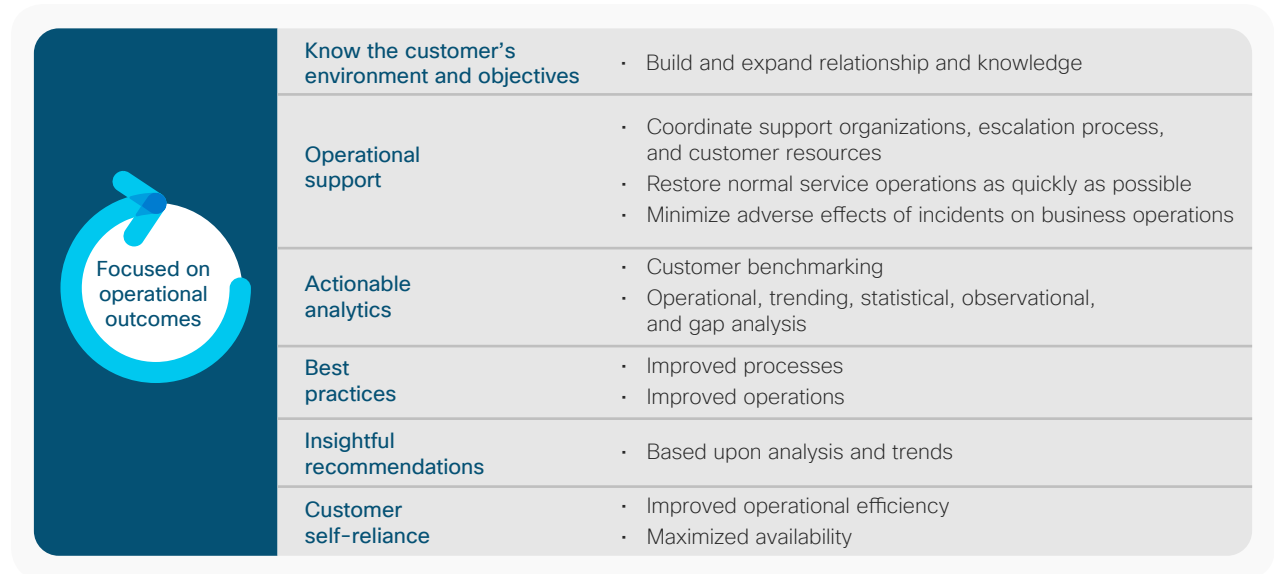 Focused on
operational
outcomes
Know the customer's
environment and objectives
· Build and expand relationship and knowledge
Operational
support
· Coordinate support organizations, escalation process,
and customer resources
· Restore normal service operations as quickly as possible
· Minimize adverse effects of incidents on business operations
Actionable
analytics
· Customer benchmarking
· Operational, trending, statistical, observational,
and gap analysis
Best
practices
· Improved processes
· Improved operations
Insightful
recommendations
· Based upon analysis and trends
Customer
self-reliance
· Improved operational efficiency
· Maximized availability